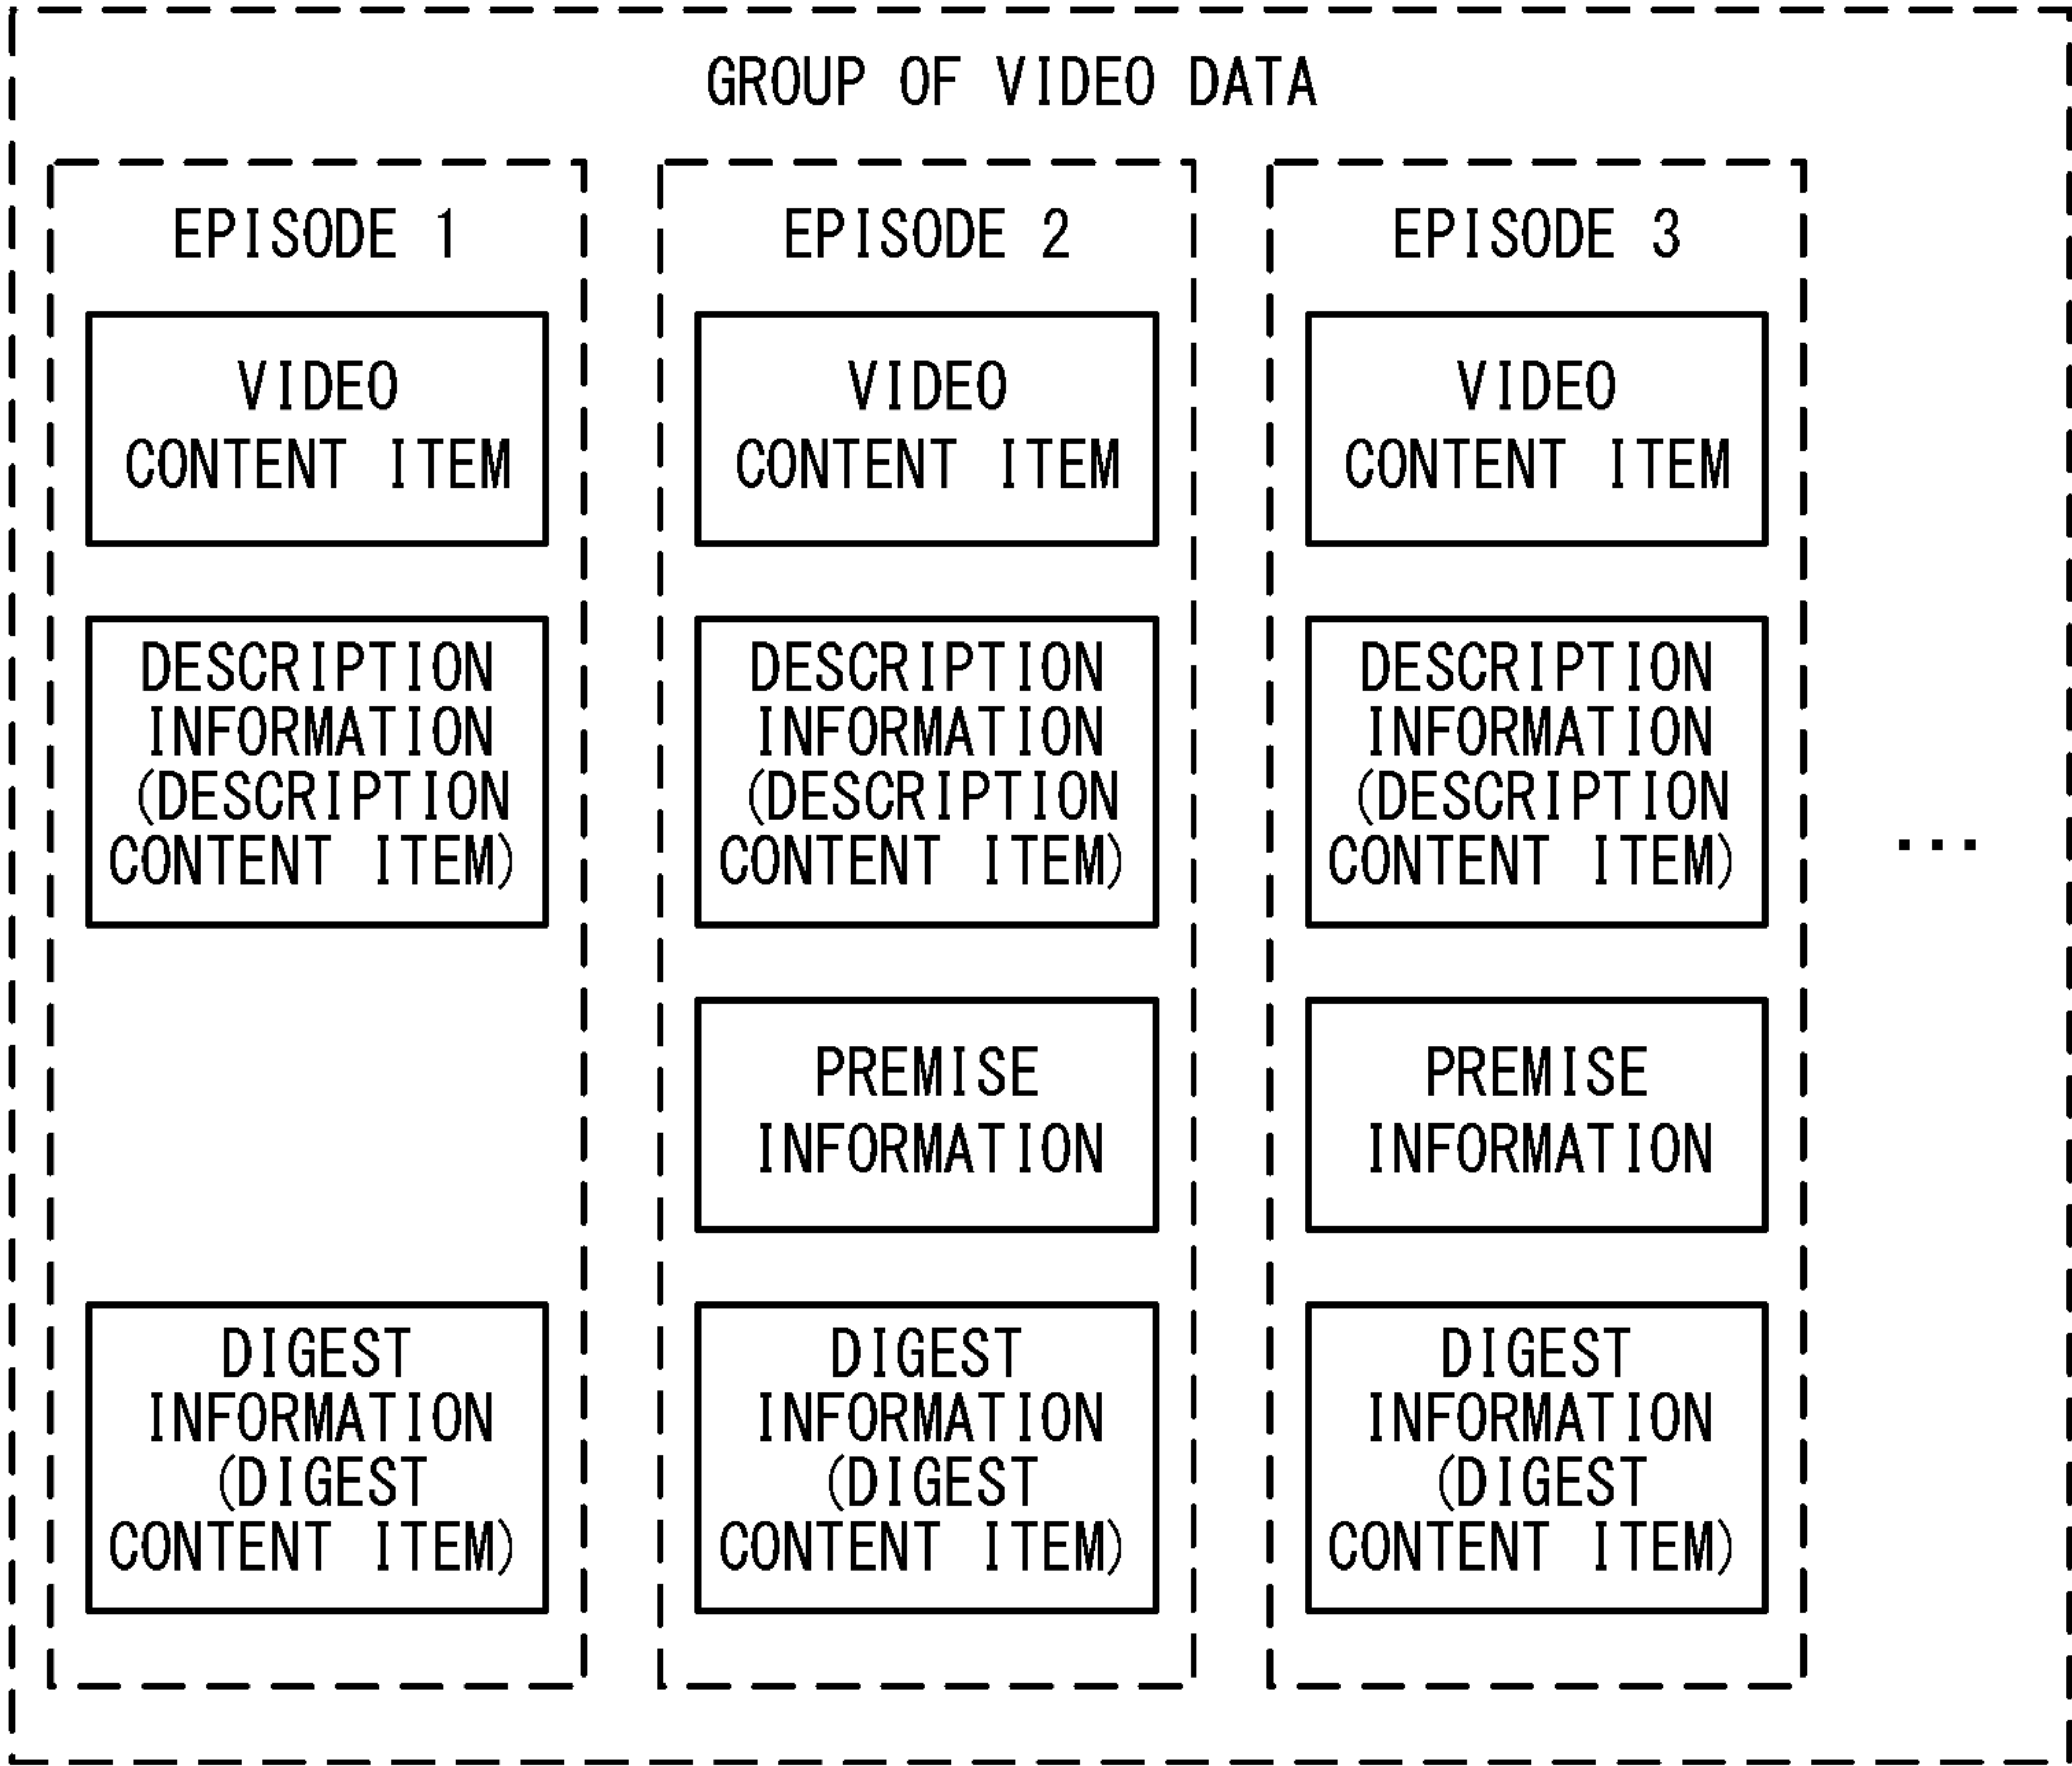 GROUP OF VIDEO DATA
EPISODE 1
VIDEO
CONTENT ITEM
DESCRIPTION
INFORMATION
(DESCRIPTION
CONTENT ITEM)
DIGEST
INFORMATION
(DIGEST
CONTENT ITEM)
EPISODE 2
VIDEO
CONTENT ITEM
DESCRIPTION
INFORMATION
(DESCRIPTION
CONTENT ITEM)
PREMISE
INFORMATION
DIGEST
INFORMATION
(DIGEST
CONTENT ITEM)
EPISODE 3
VIDEO
CONTENT ITEM
DESCRIPTION
INFORMATION
(DESCRIPTION
CONTENT ITEM)
PREMISE
INFORMATION
DIGEST
INFORMATION
(DIGEST
CONTENT ITEM)
...